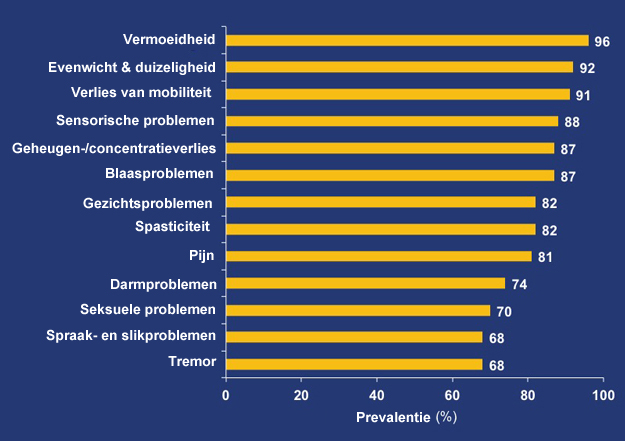 Vermoeidheid 96
Evenwicht & duizeligheid 92
Verlies van mobiliteit 91
Sensorische problemen 88
Geheugen-/concentratieverlies 87
Blaasproblemen 87
Gezichtsproblemen 82
Spasticiteit 82
Pijn 81
Darmproblemen 74
Seksuele problemen 70
Spraak- en slikproblemen 68
Tremor 68
0 20 40 60 80 100
Prevalentie (%)